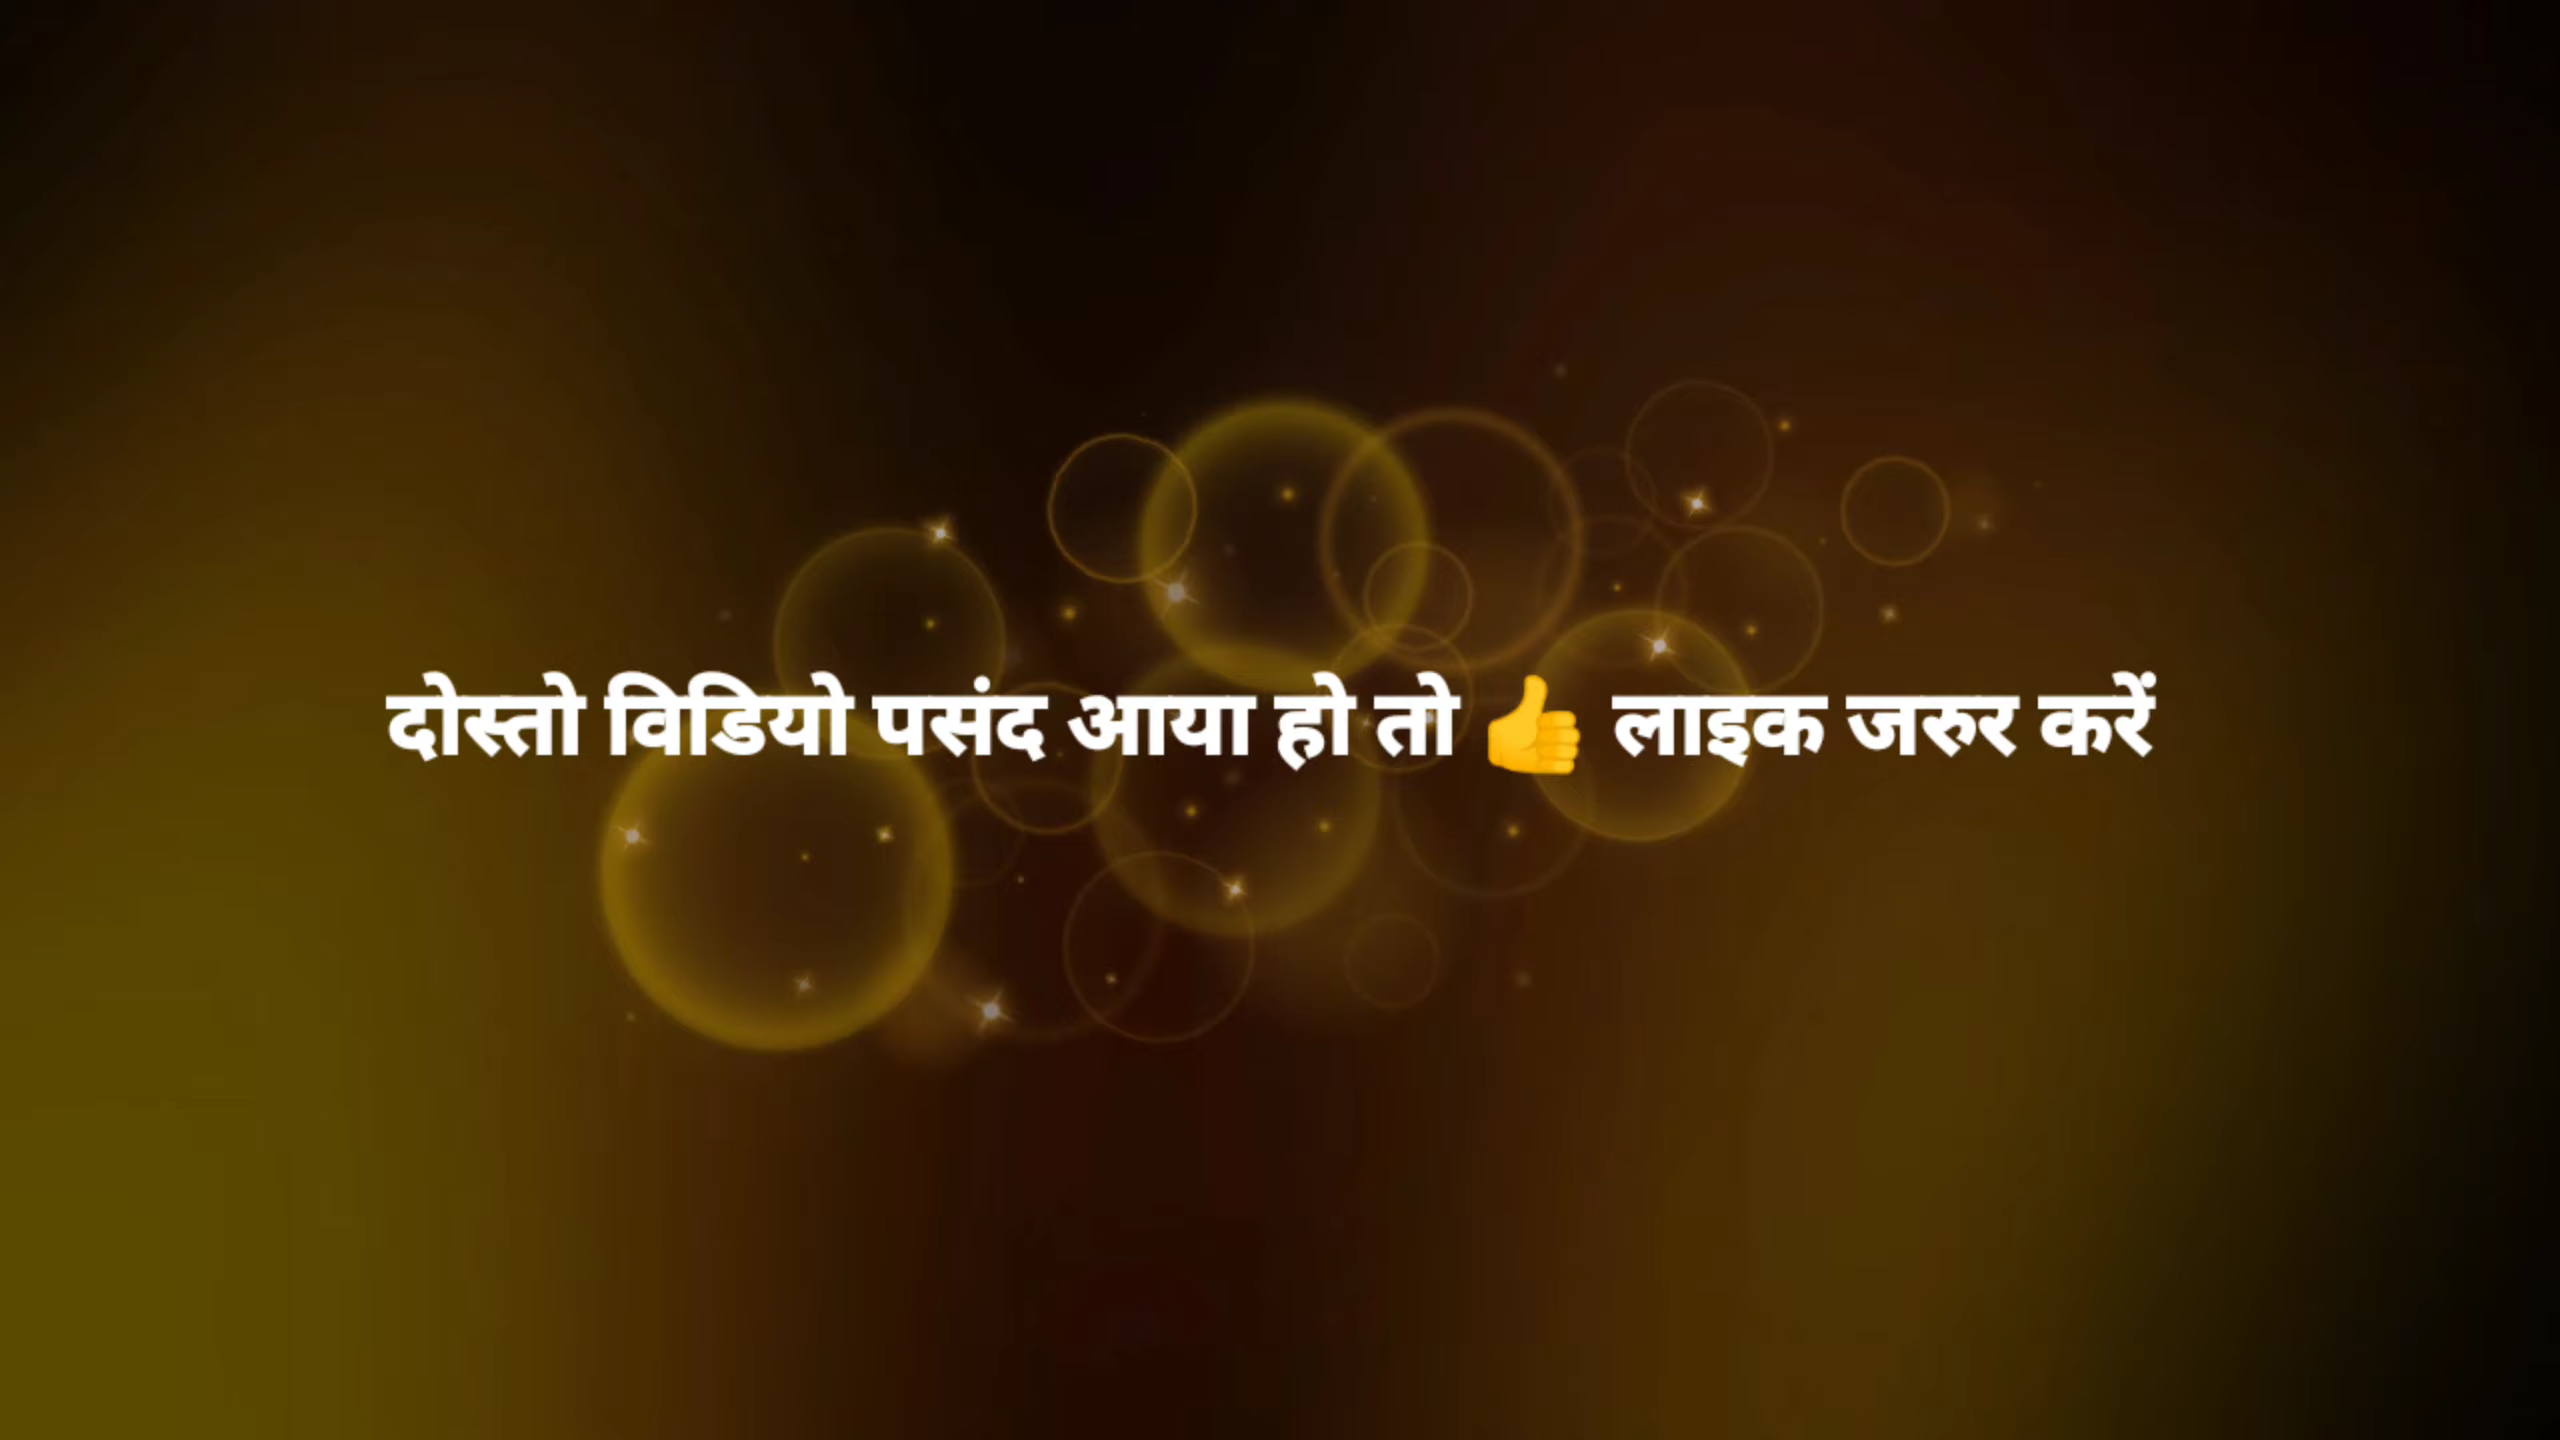 दोस्तो विडियो पसंद आया हो तो 👍 लाइक जरुर करें